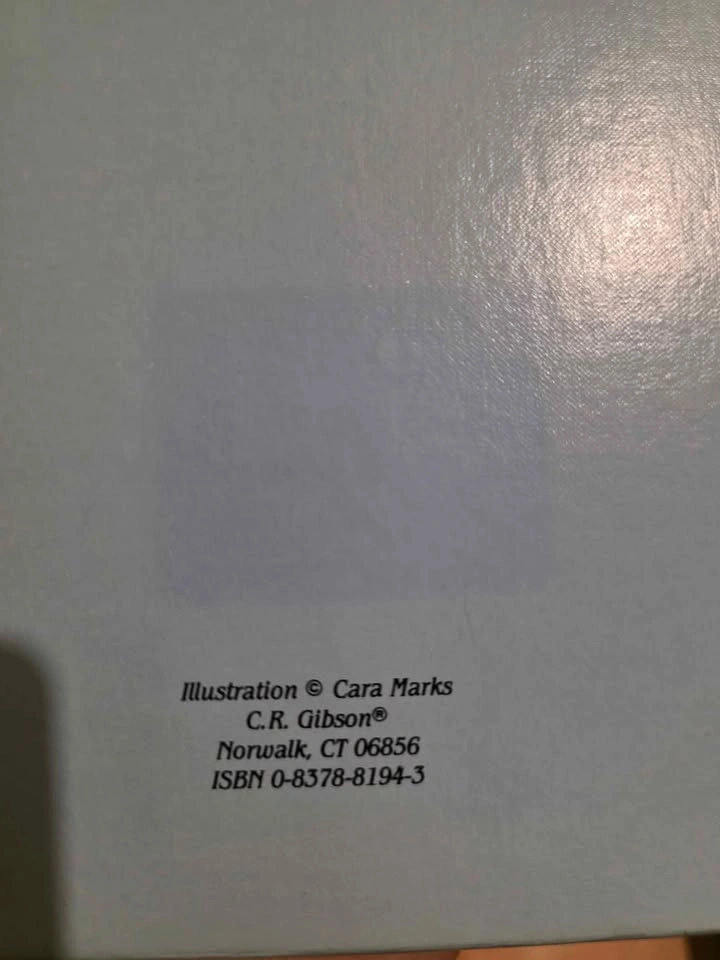 Illustration © Cara Marks
C.R. Gibson®
Norwalk, CT 06856
ISBN 0-8378-8194-3